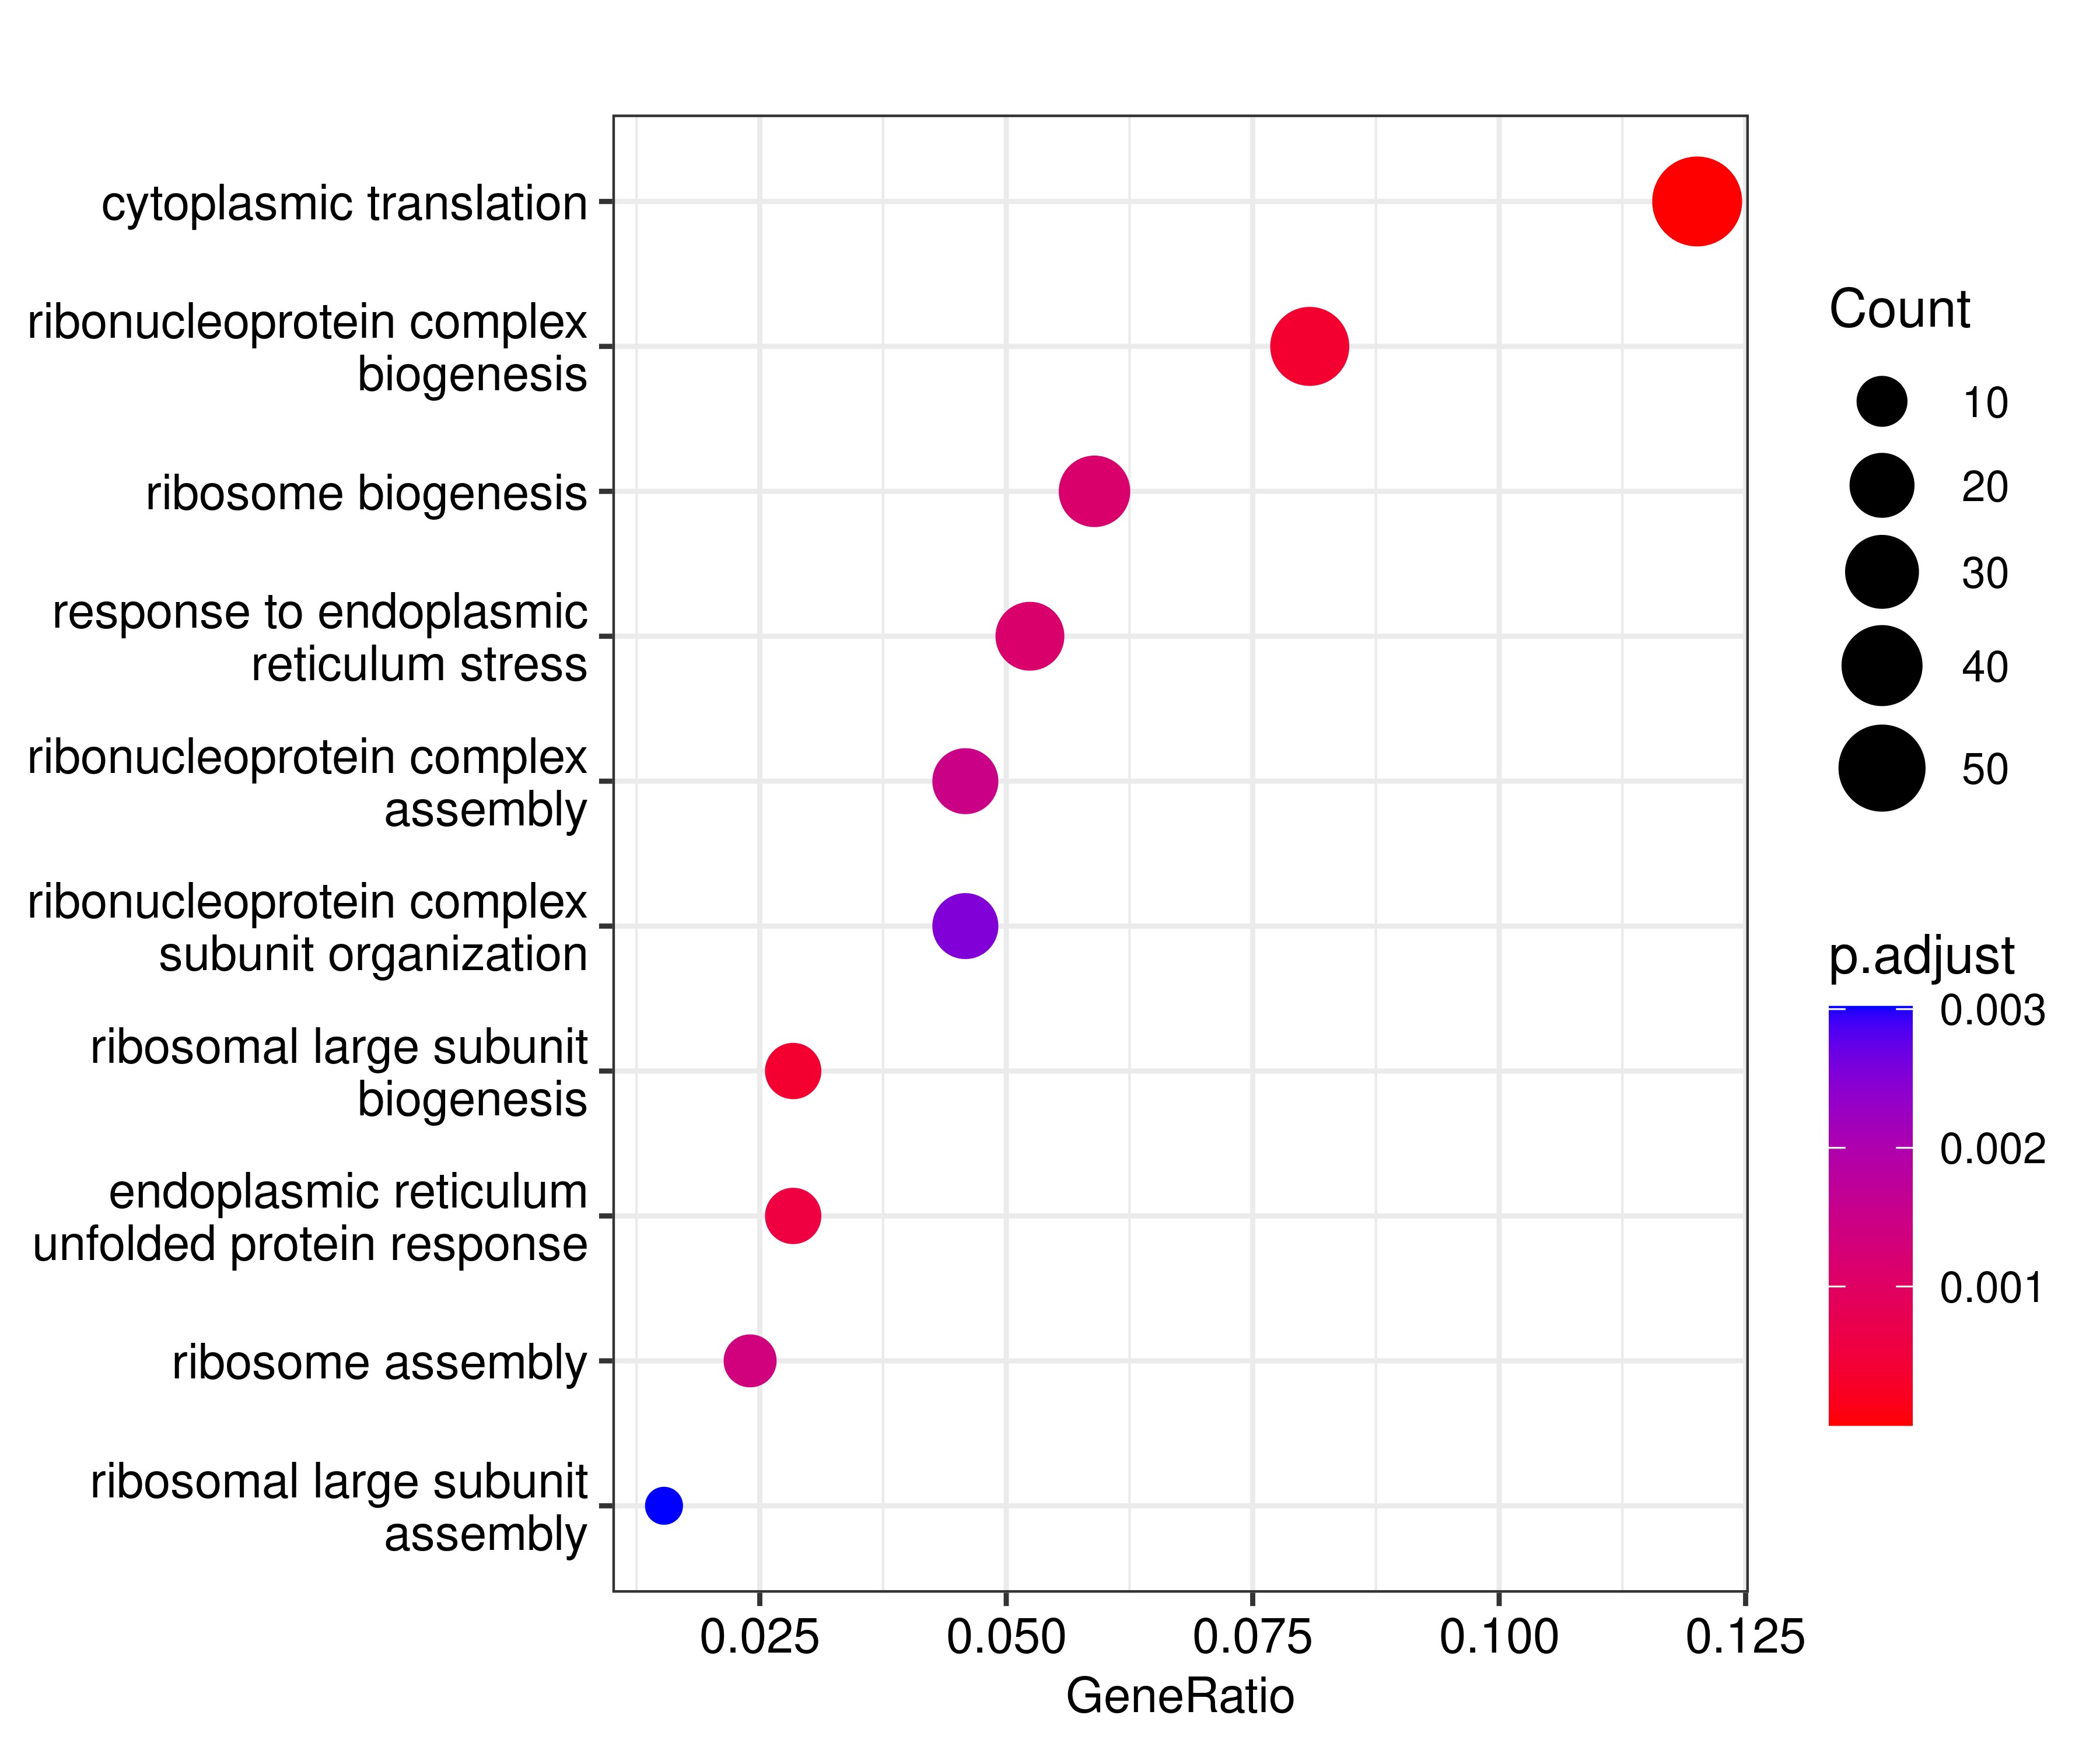 cytoplasmic translation
ribonucleoprotein complex
biogenesis
ribosome biogenesis
response to endoplasmic
reticulum stress
ribonucleoprotein complex
assembly
ribonucleoprotein complex
subunit organization
ribosomal large subunit
biogenesis
endoplasmic reticulum
unfolded protein response
ribosome assembly
ribosomal large subunit
assembly
0.025
0.050
0.075
0.100
0.125
GeneRatio
Count
10
20
30
40
50
p.adjust
0.003
0.002
0.001